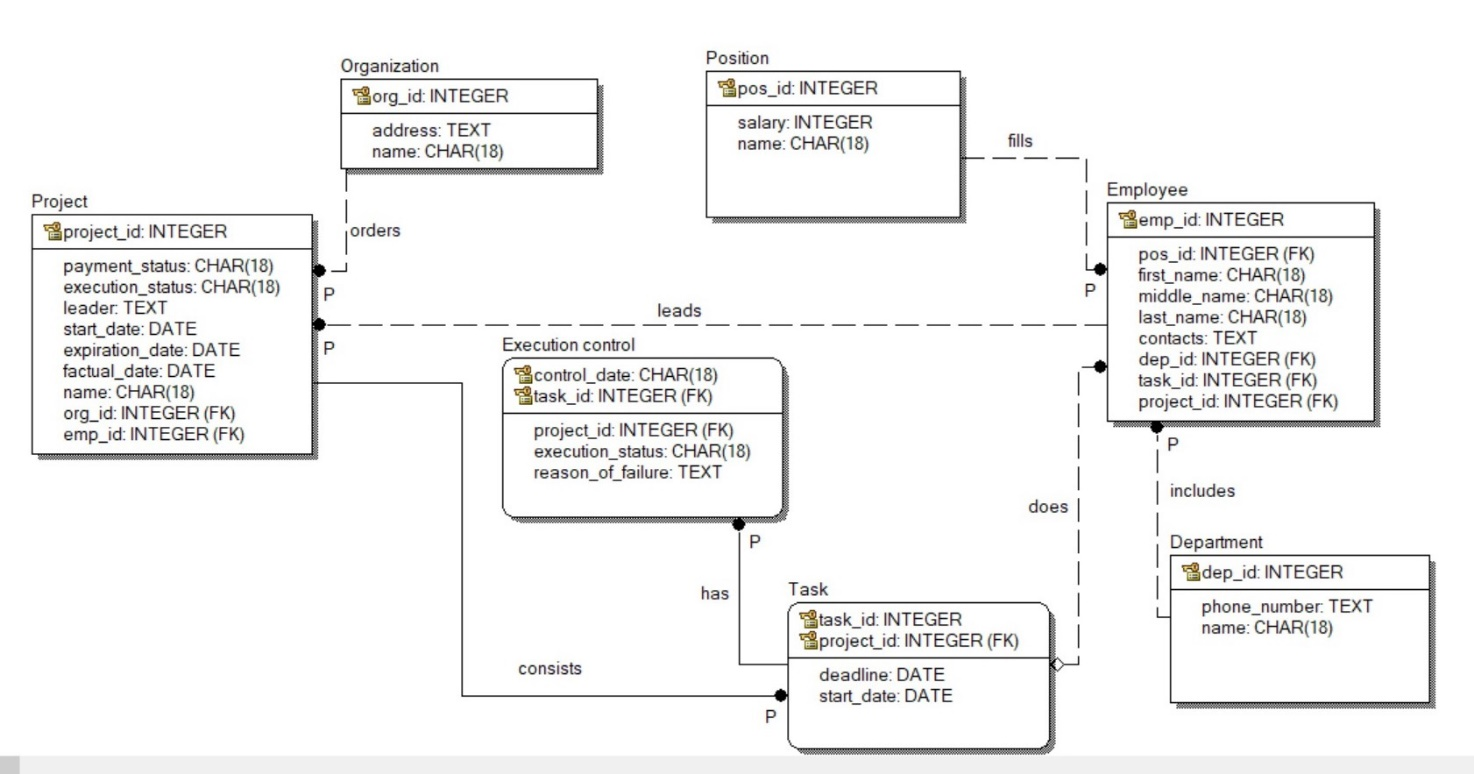 Organization
org_id: INTEGER
address: TEXT
name: CHAR(18)
orders
P
Position
pos_id: INTEGER
salary: INTEGER
name: CHAR(18)
fills
P
Project
project_id: INTEGER
payment_status: CHAR(18)
execution_status: CHAR(18)
leader: TEXT
start_date: DATE
expiration_date: DATE
factual_date: DATE
name: CHAR(18)
org_id: INTEGER (FK)
emp_id: INTEGER (FK)
leads
P
Employee
emp_id: INTEGER
pos_id: INTEGER (FK)
first_name: CHAR(18)
middle_name: CHAR(18)
last_name: CHAR(18)
contacts: TEXT
dep_id: INTEGER (FK)
task_id: INTEGER (FK)
project_id: INTEGER (FK)
P
includes
Execution control
control_date: CHAR(18)
task_id: INTEGER (FK)
project_id: INTEGER (FK)
execution_status: CHAR(18)
reason_of_failure: TEXT
P
has
does
Department
dep_id: INTEGER
phone_number: TEXT
name: CHAR(18)
Task
task_id: INTEGER
project_id: INTEGER (FK)
deadline: DATE
start_date: DATE
consists
P